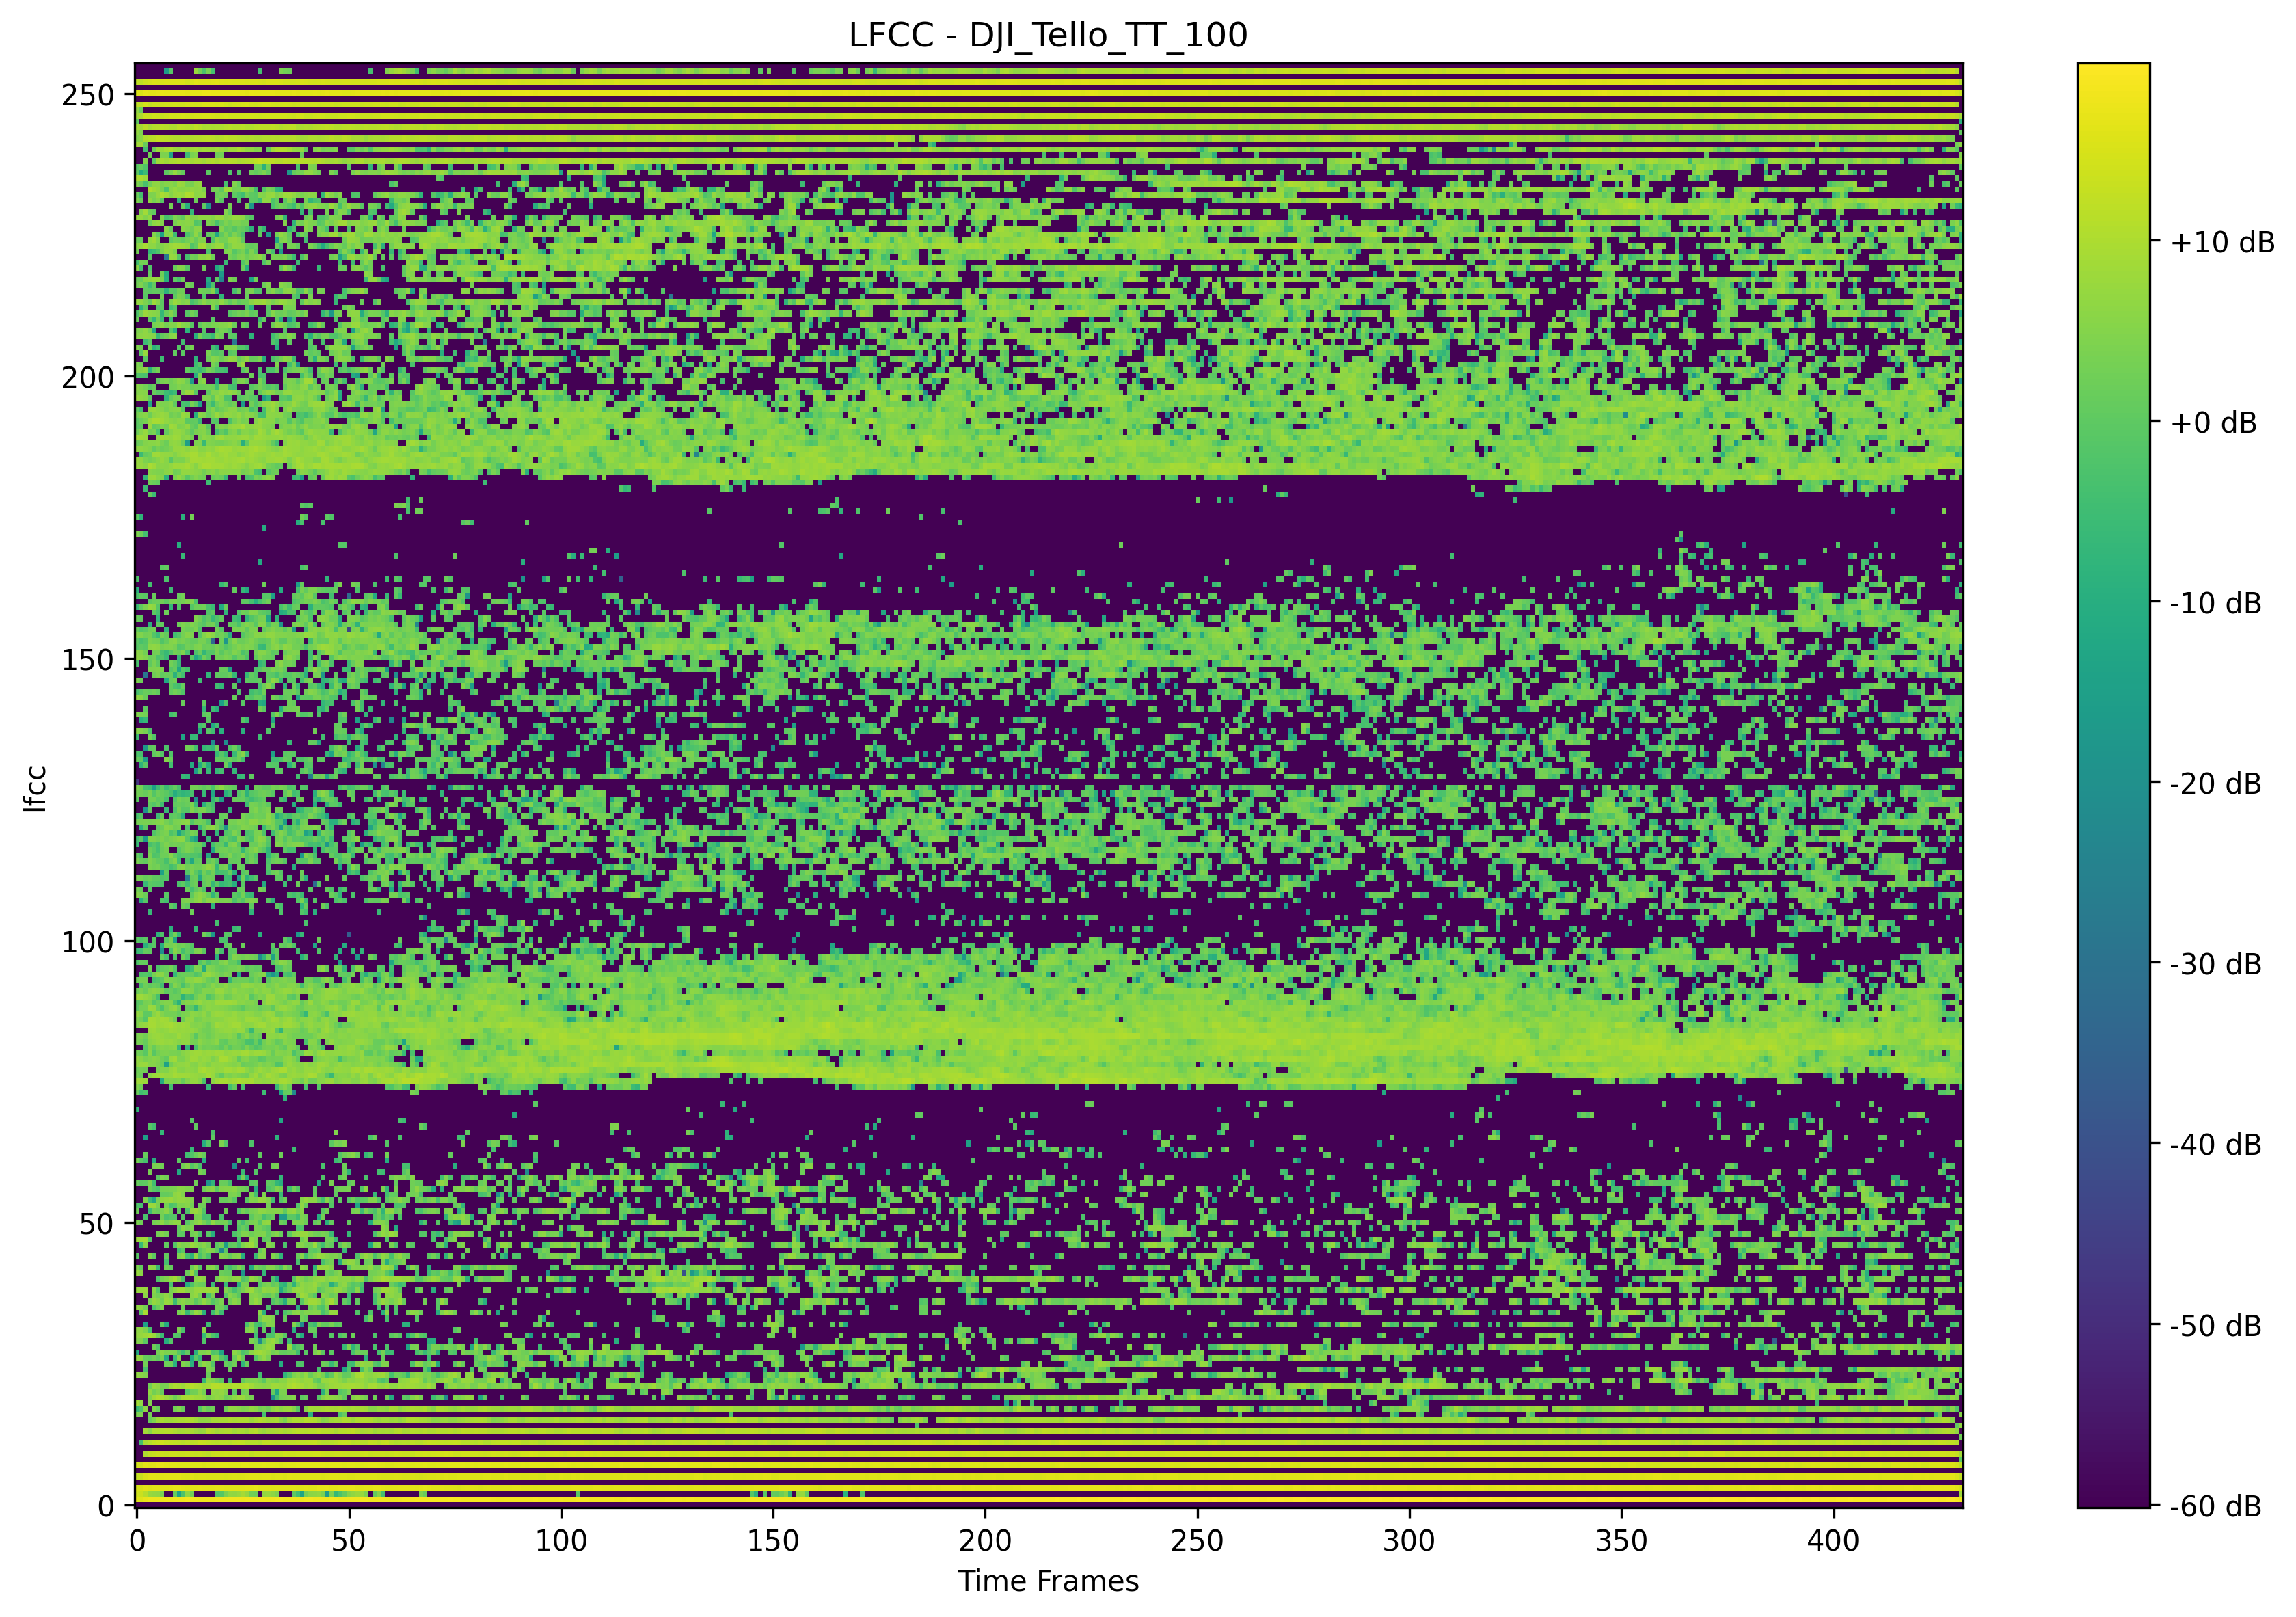 LFCC - DJI_Tello_TT_100
250
200
150
100
50
0
lfcc
0 50 100 150 200 250 300 350 400
Time Frames
+10 dB
+0 dB
-10 dB
-20 dB
-30 dB
-40 dB
-50 dB
-60 dB